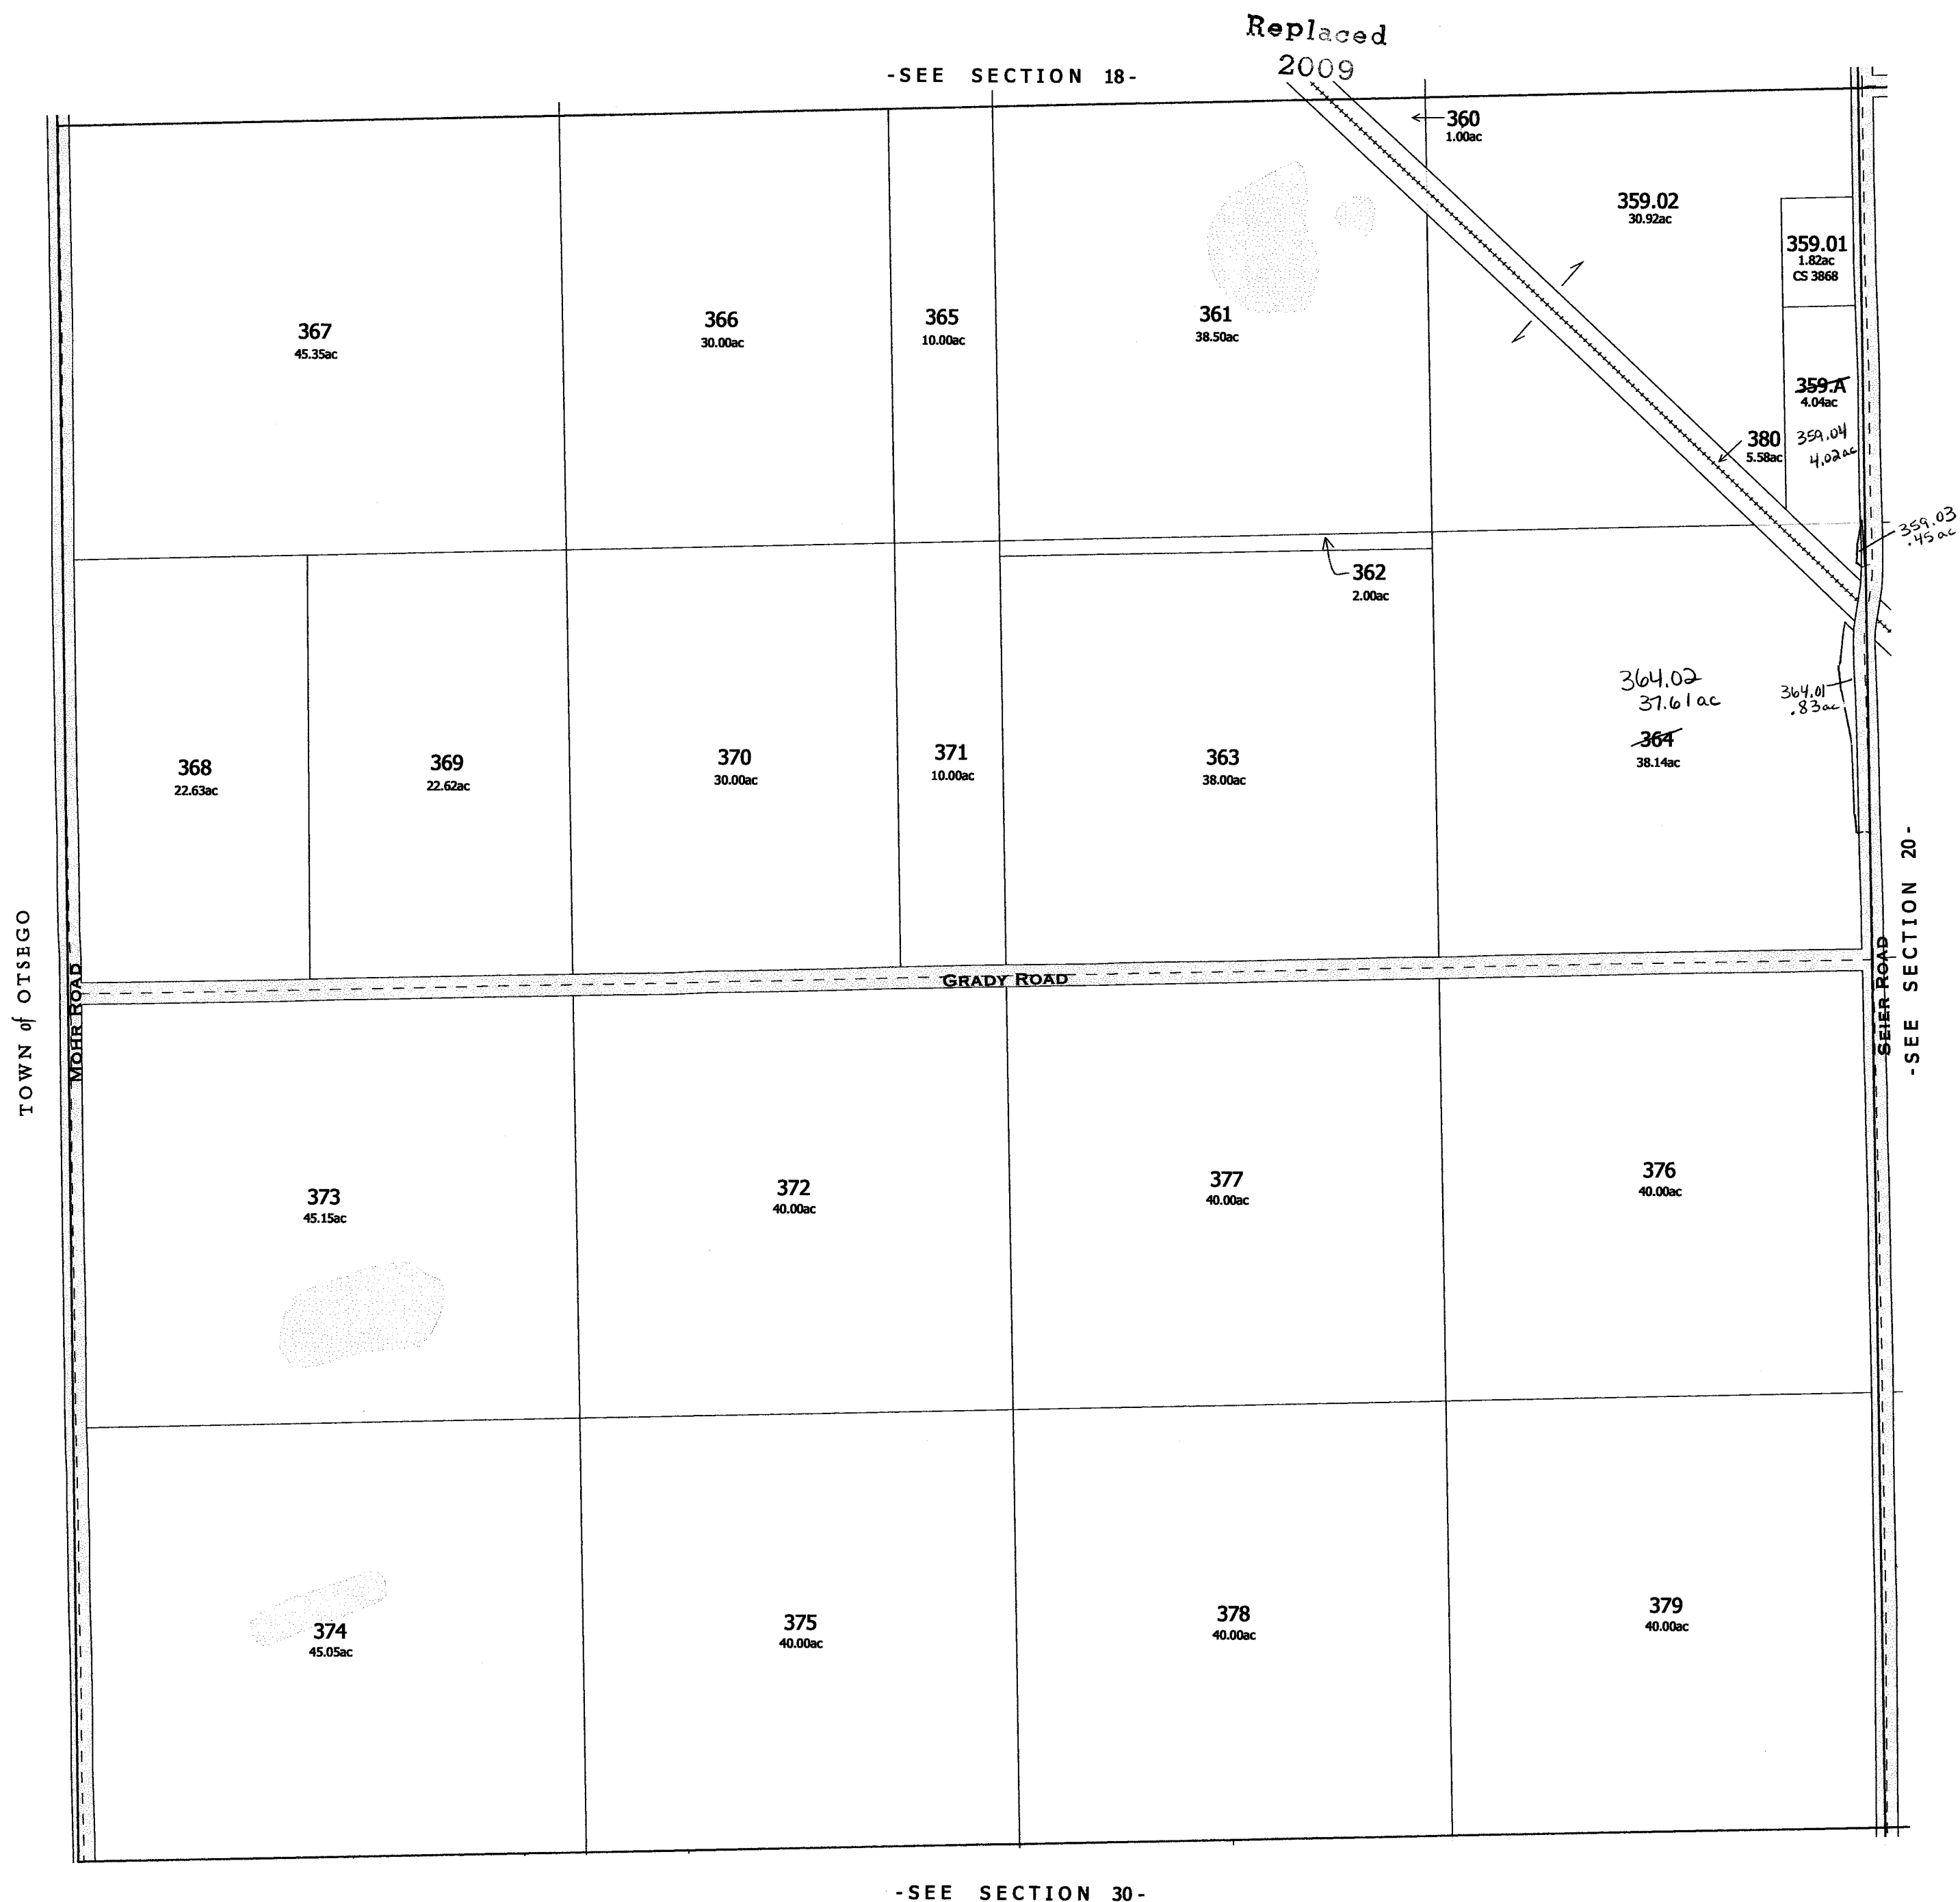 Replaced
2009
-SEE SECTION 18-
360
1.00ac
359.02
30.92ac
359.01
1.82ac
CS 3868
367
45.35ac
366
30.00ac
365
10.00ac
361
38.50ac
359.A
4.04ac
359.04
4.02ac
380
5.58ac
359.03
.45ac
362
2.00ac
364.02
37.61ac
364.01
.83ac
364
38.14ac
368
22.63ac
369
22.62ac
370
30.00ac
371
10.00ac
363
38.00ac
TOWN of OTSEGO
MOHR ROAD
GRADY ROAD
SEIER ROAD
-SEE SECTION 20-
373
45.15ac
372
40.00ac
377
40.00ac
376
40.00ac
374
45.05ac
375
40.00ac
378
40.00ac
379
40.00ac
-SEE SECTION 30-